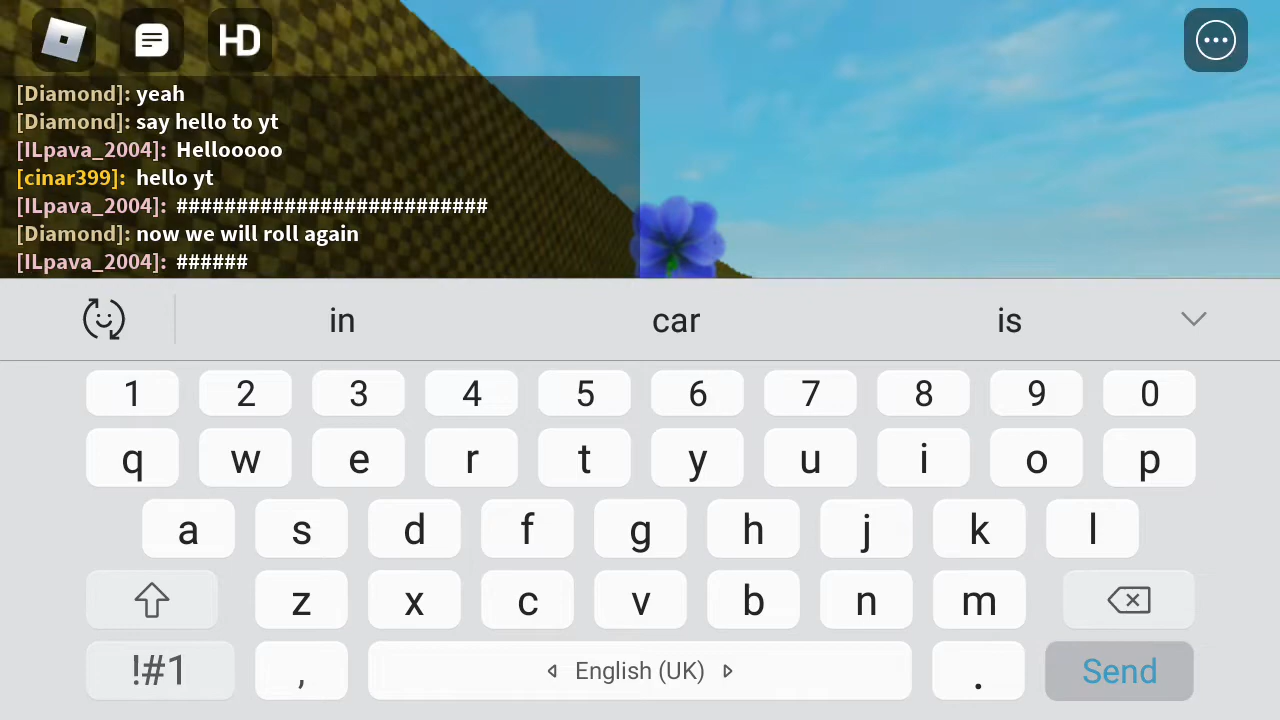 HD
[Diamond]: yeah
[Diamond]: say hello to yt
[ILpava_2004]: Hellooooo
[cinar399]: hello yt
[ILpava_2004]: ##########################
[Diamond]: now we will roll again
[ILpava_2004]: ######
in car is
1 2 3 4 5 6 7 8 9 0
q w e r t y u i o p
a s d f g h j k l
z x c v b n m
!#1 , English (UK) . Send